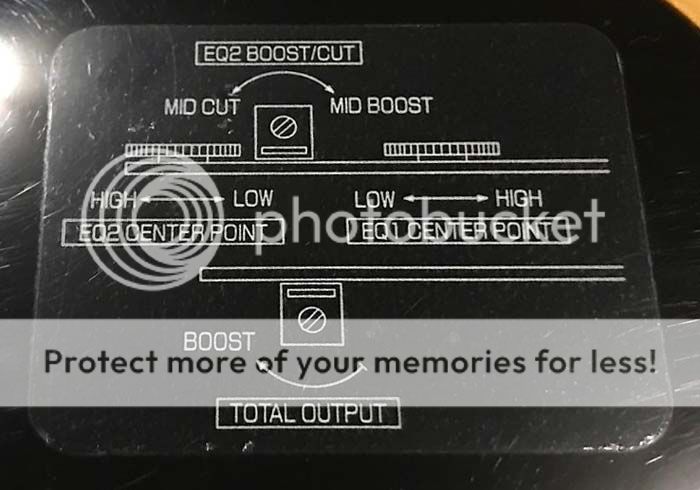 EQ2 BOOST/CUT
MID CUT MID BOOST
HIGH LOW LOW HIGH
photobucket
EQ2 CENTER POINT EQ1 CENTER POINT
BOOST
Protect more of your memories for less!
TOTAL OUTPUT